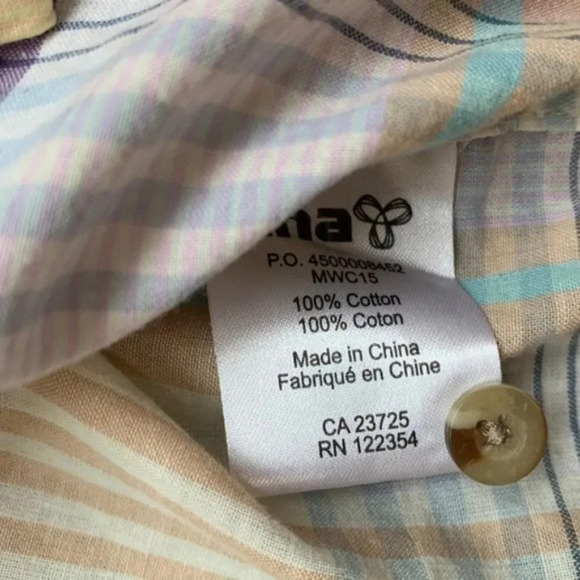 P.O. 4500008452
MWC15
100% Cotton
100% Coton
Made in China
Fabriqué en Chine
CA 23725
RN 122354